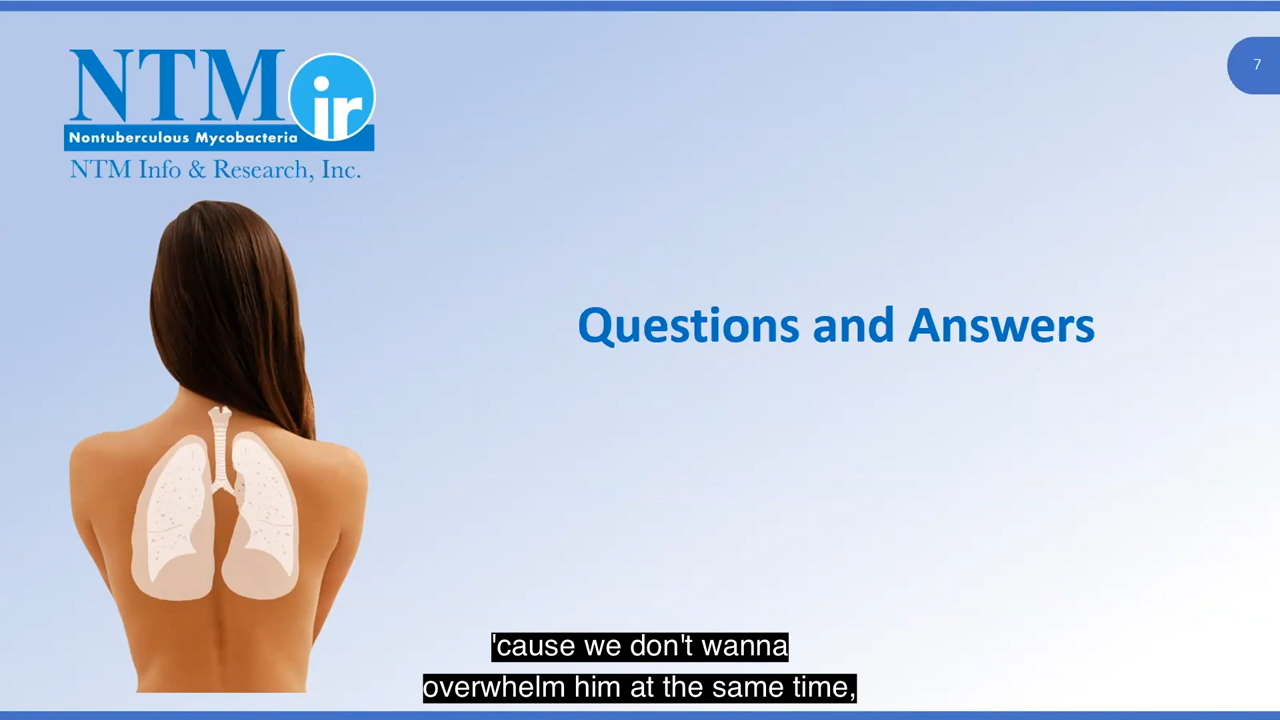 NTM
ir
Nontuberculous Mycobacteria
NTM Info & Research, Inc.
7
Questions and Answers
'cause we don't wanna
overwhelm him at the same time,